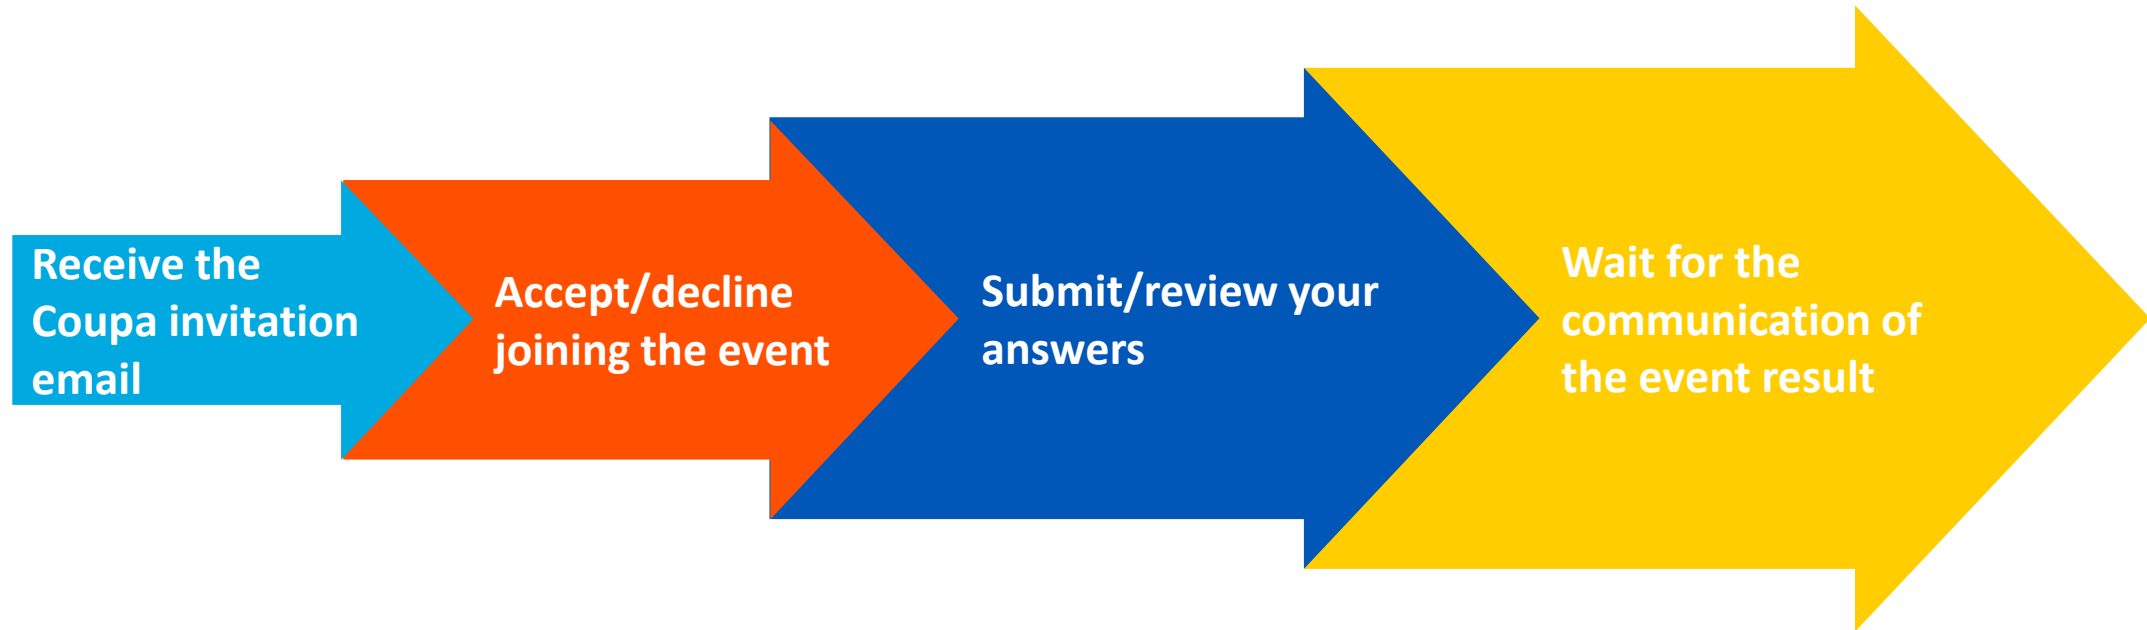 Receive the
Coupa invitation
email
Accept/decline
joining the event
Submit/review your
answers
Wait for the
communication of
the event result